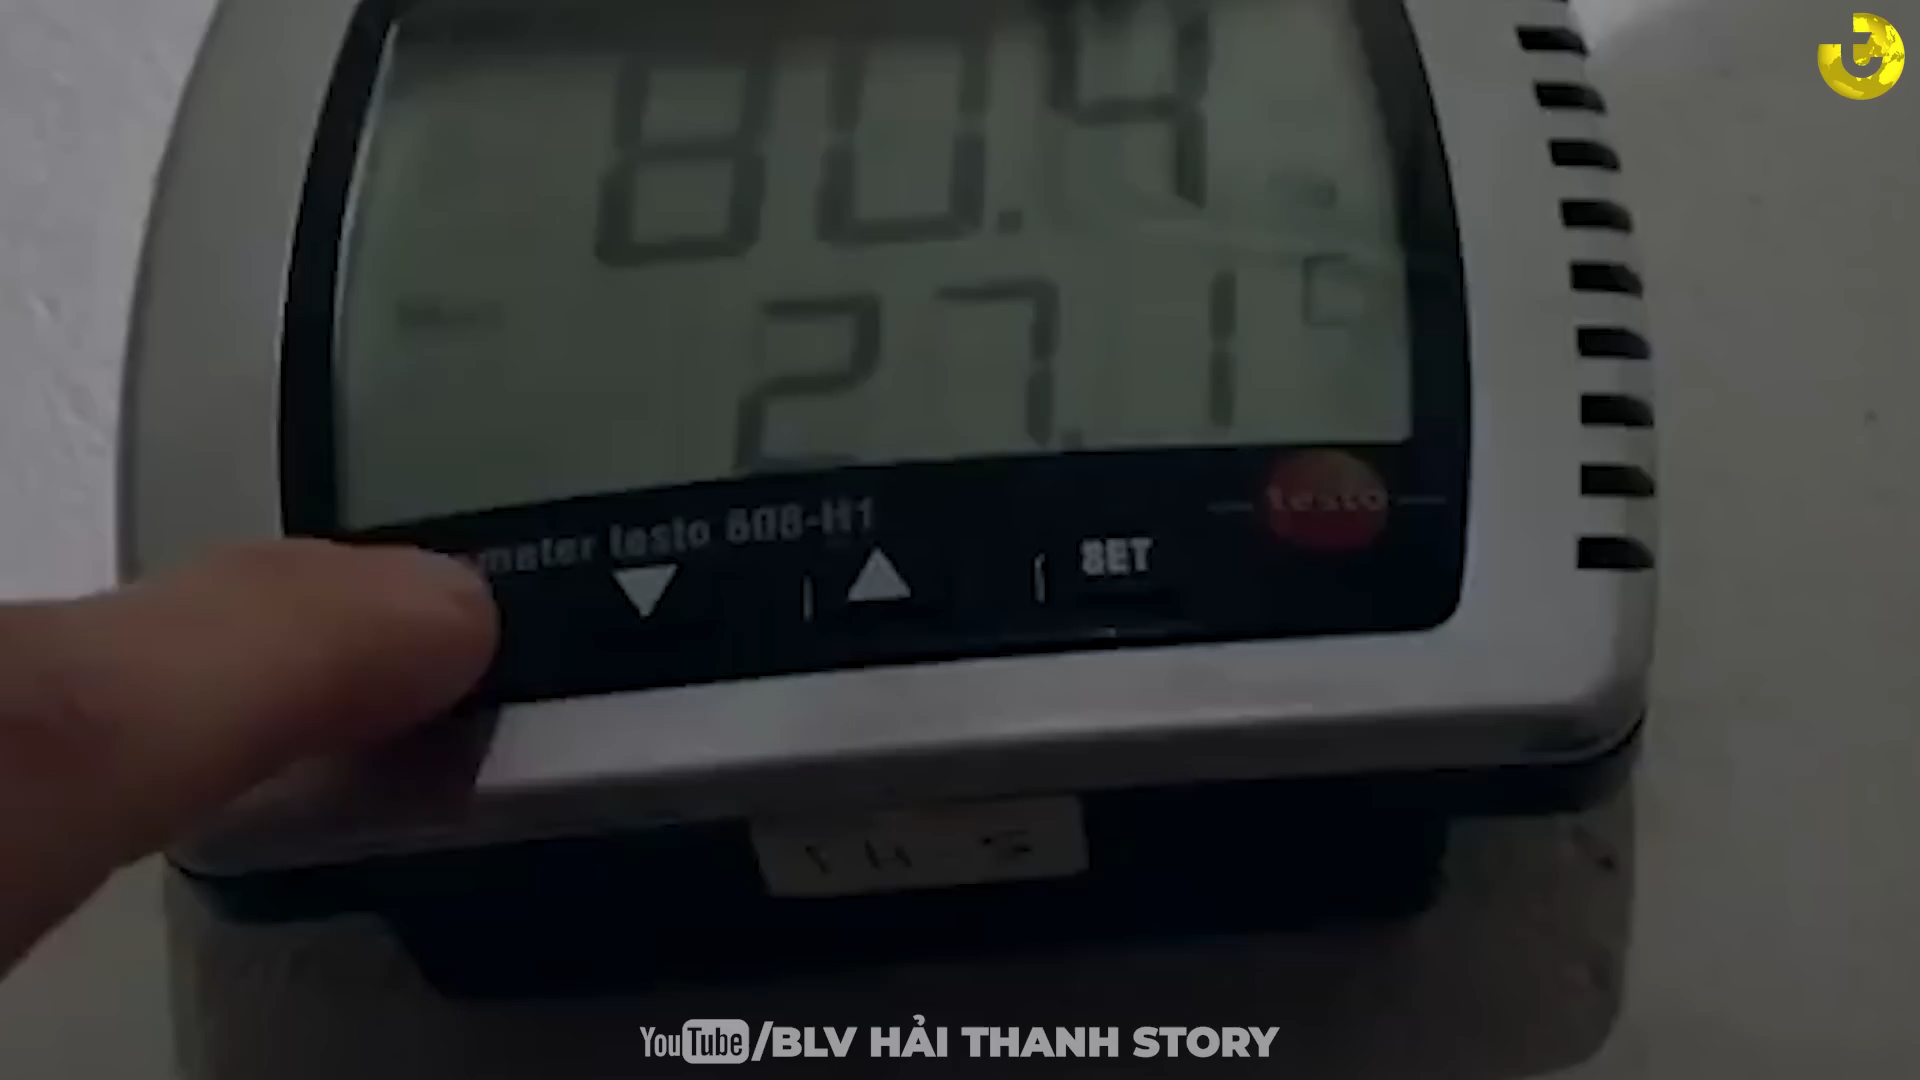 80.4
27.1
meter testo 608-H1
testo
SET
YouTube/BLV HẢI THANH STORY